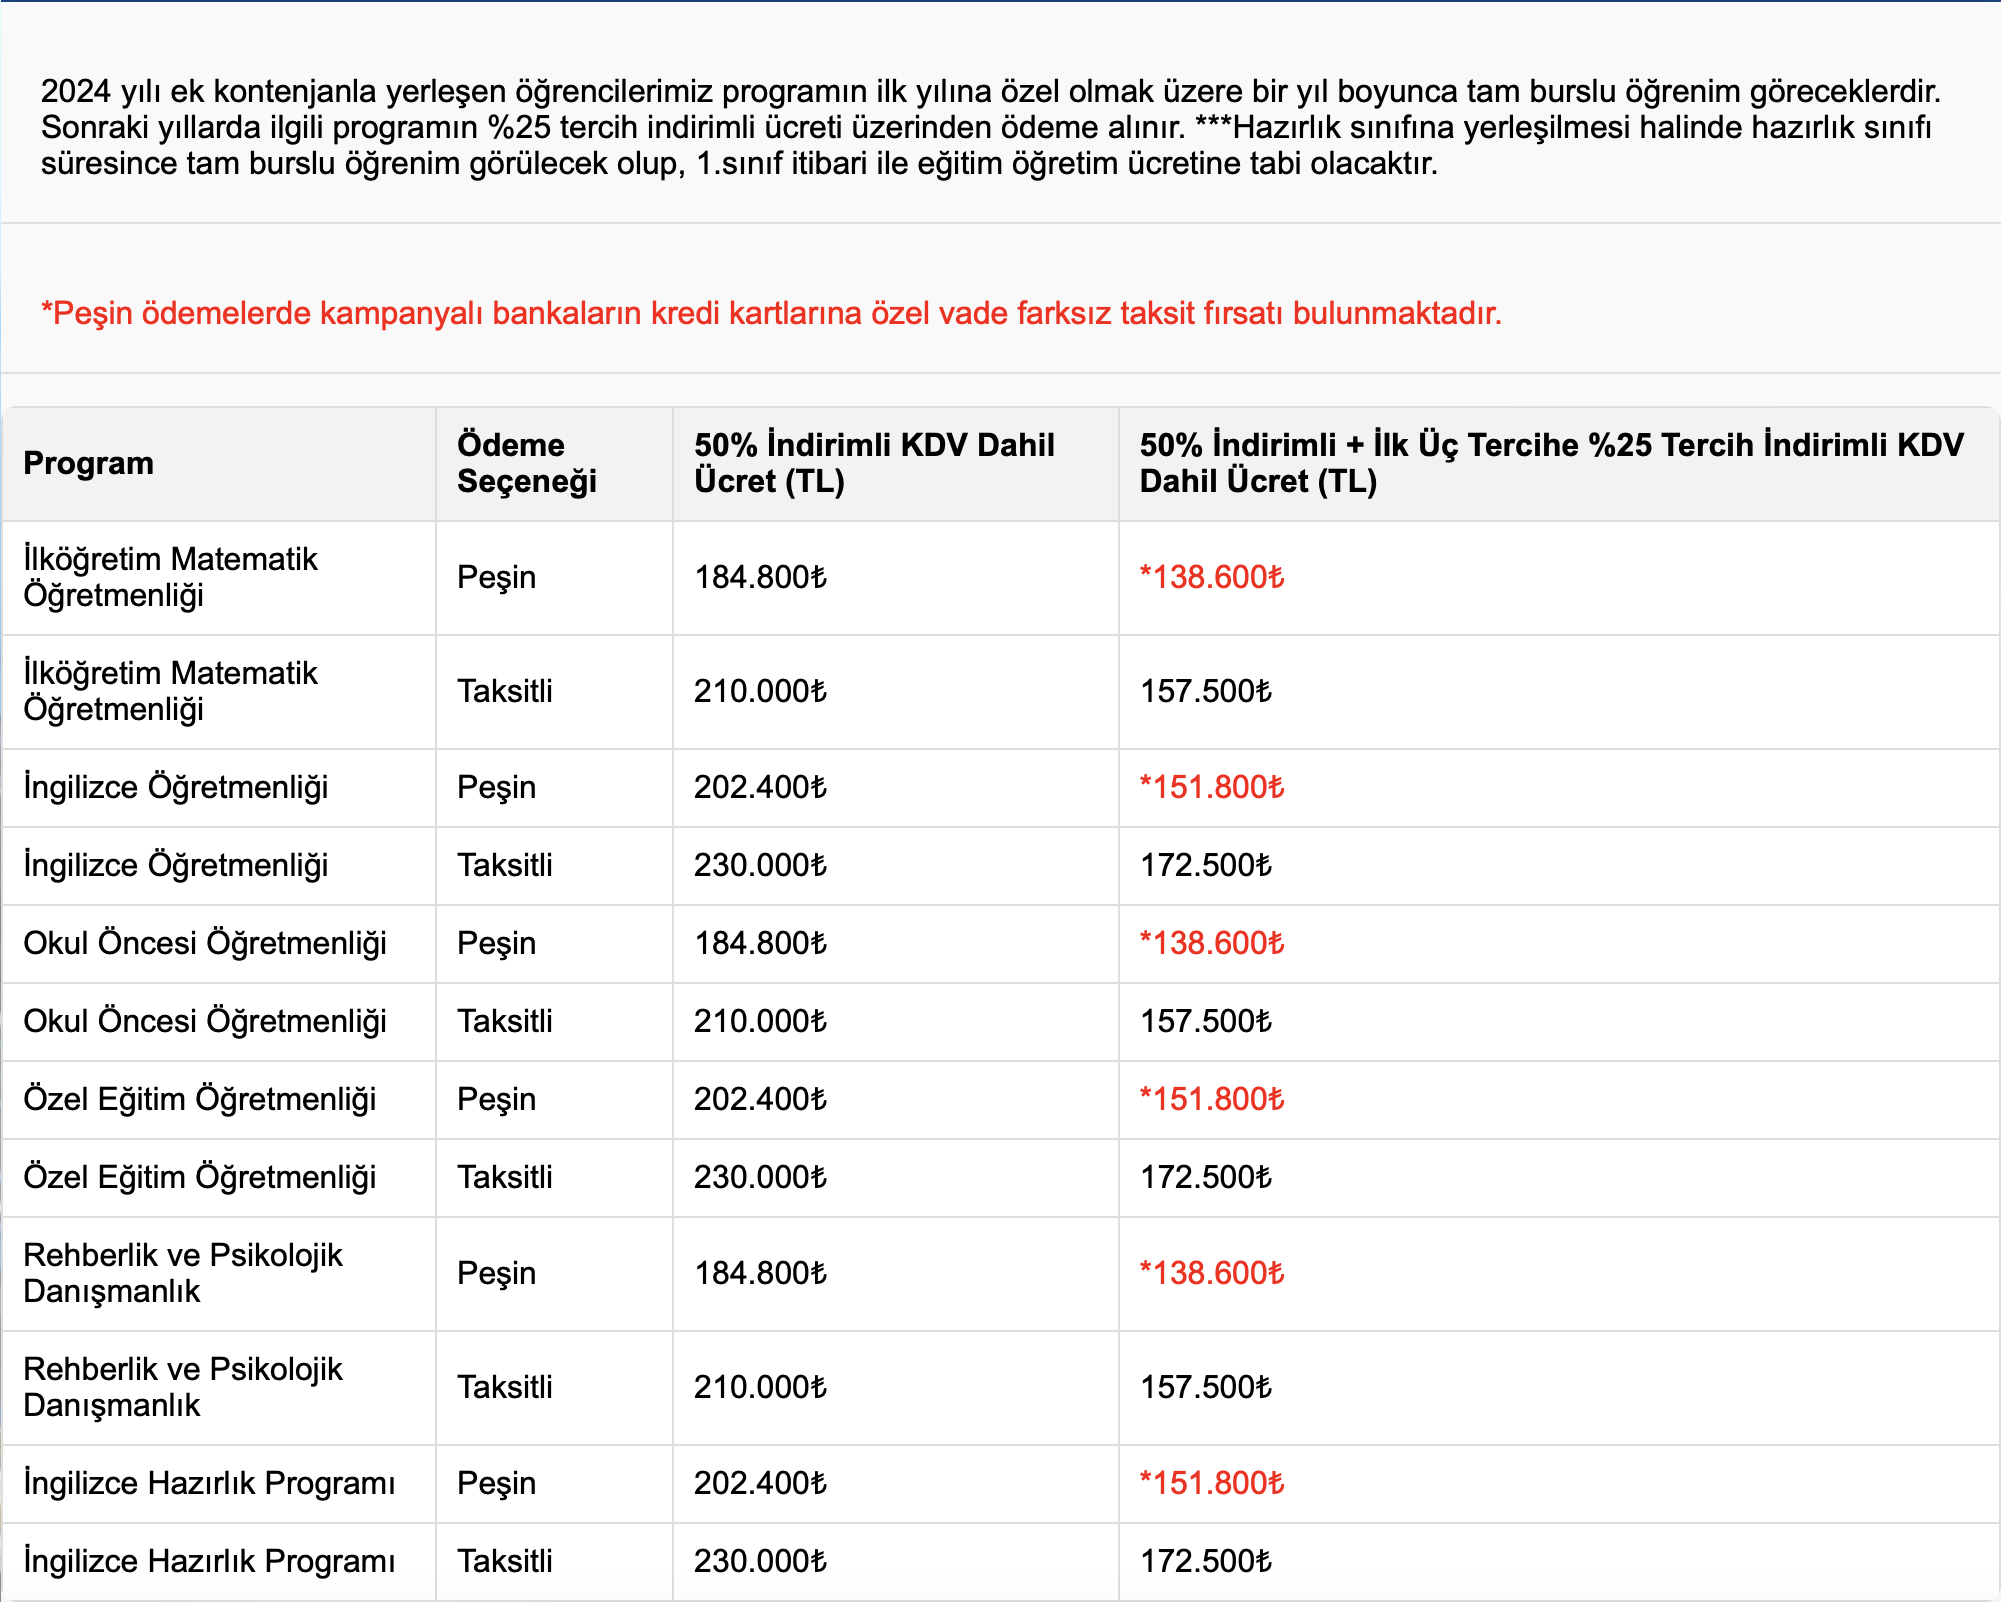 2024 yılı ek kontenjanla yerleşen öğrencilerimiz programın ilk yılına özel olmak üzere bir yıl boyunca tam burslu öğrenim göreceklerdir.
Sonraki yıllarda ilgili programın %25 tercih indirimli ücreti üzerinden ödeme alınır. ***Hazırlık sınıfına yerleşilmesi halinde hazırlık sınıfı
süresince tam burslu öğrenim görülecek olup, 1.sınıf itibari ile eğitim öğretim ücretine tabi olacaktır.
*Peşin ödemelerde kampanyalı bankaların kredi kartlarına özel vade farksız taksit fırsatı bulunmaktadır.
Program
Ödeme
Seçeneği
50% İndirimli KDV Dahil
Ücret (TL)
50% İndirimli + İlk Üç Tercihe %25 Tercih İndirimli KDV
Dahil Ücret (TL)
İlköğretim Matematik
Öğretmenliği
Peşin
184.800₺
*138.600₺
İlköğretim Matematik
Öğretmenliği
Taksitli
210.000₺
157.500₺
İngilizce Öğretmenliği
Peşin
202.400₺
*151.800₺
İngilizce Öğretmenliği
Taksitli
230.000₺
172.500₺
Okul Öncesi Öğretmenliği
Peşin
184.800₺
*138.600₺
Okul Öncesi Öğretmenliği
Taksitli
210.000₺
157.500₺
Özel Eğitim Öğretmenliği
Peşin
202.400₺
*151.800₺
Özel Eğitim Öğretmenliği
Taksitli
230.000₺
172.500₺
Rehberlik ve Psikolojik
Danışmanlık
Peşin
184.800₺
*138.600₺
Rehberlik ve Psikolojik
Danışmanlık
Taksitli
210.000₺
157.500₺
İngilizce Hazırlık Programı
Peşin
202.400₺
*151.800₺
İngilizce Hazırlık Programı
Taksitli
230.000₺
172.500₺